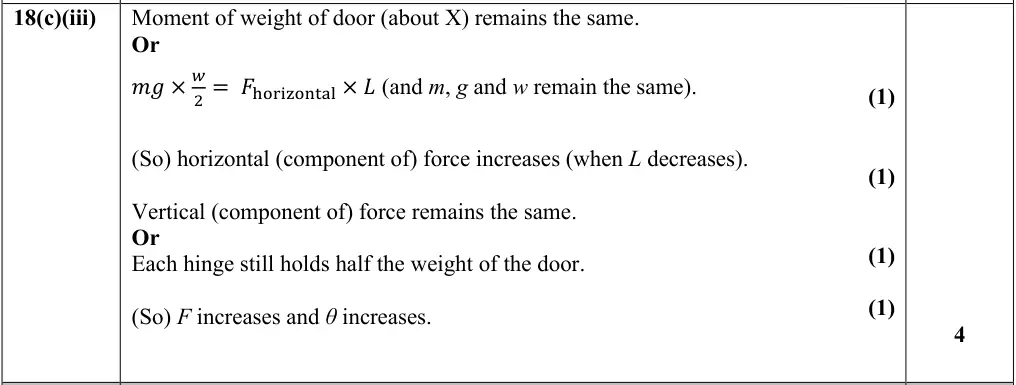 18(c)(iii) Moment of weight of door (about X) remains the same.
Or
mg × w/2 = F_horizontal × L (and m, g and w remain the same). (1)
(So) horizontal (component of) force increases (when L decreases). (1)
Vertical (component of) force remains the same.
Or
Each hinge still holds half the weight of the door. (1)
(So) F increases and θ increases. (1)
4